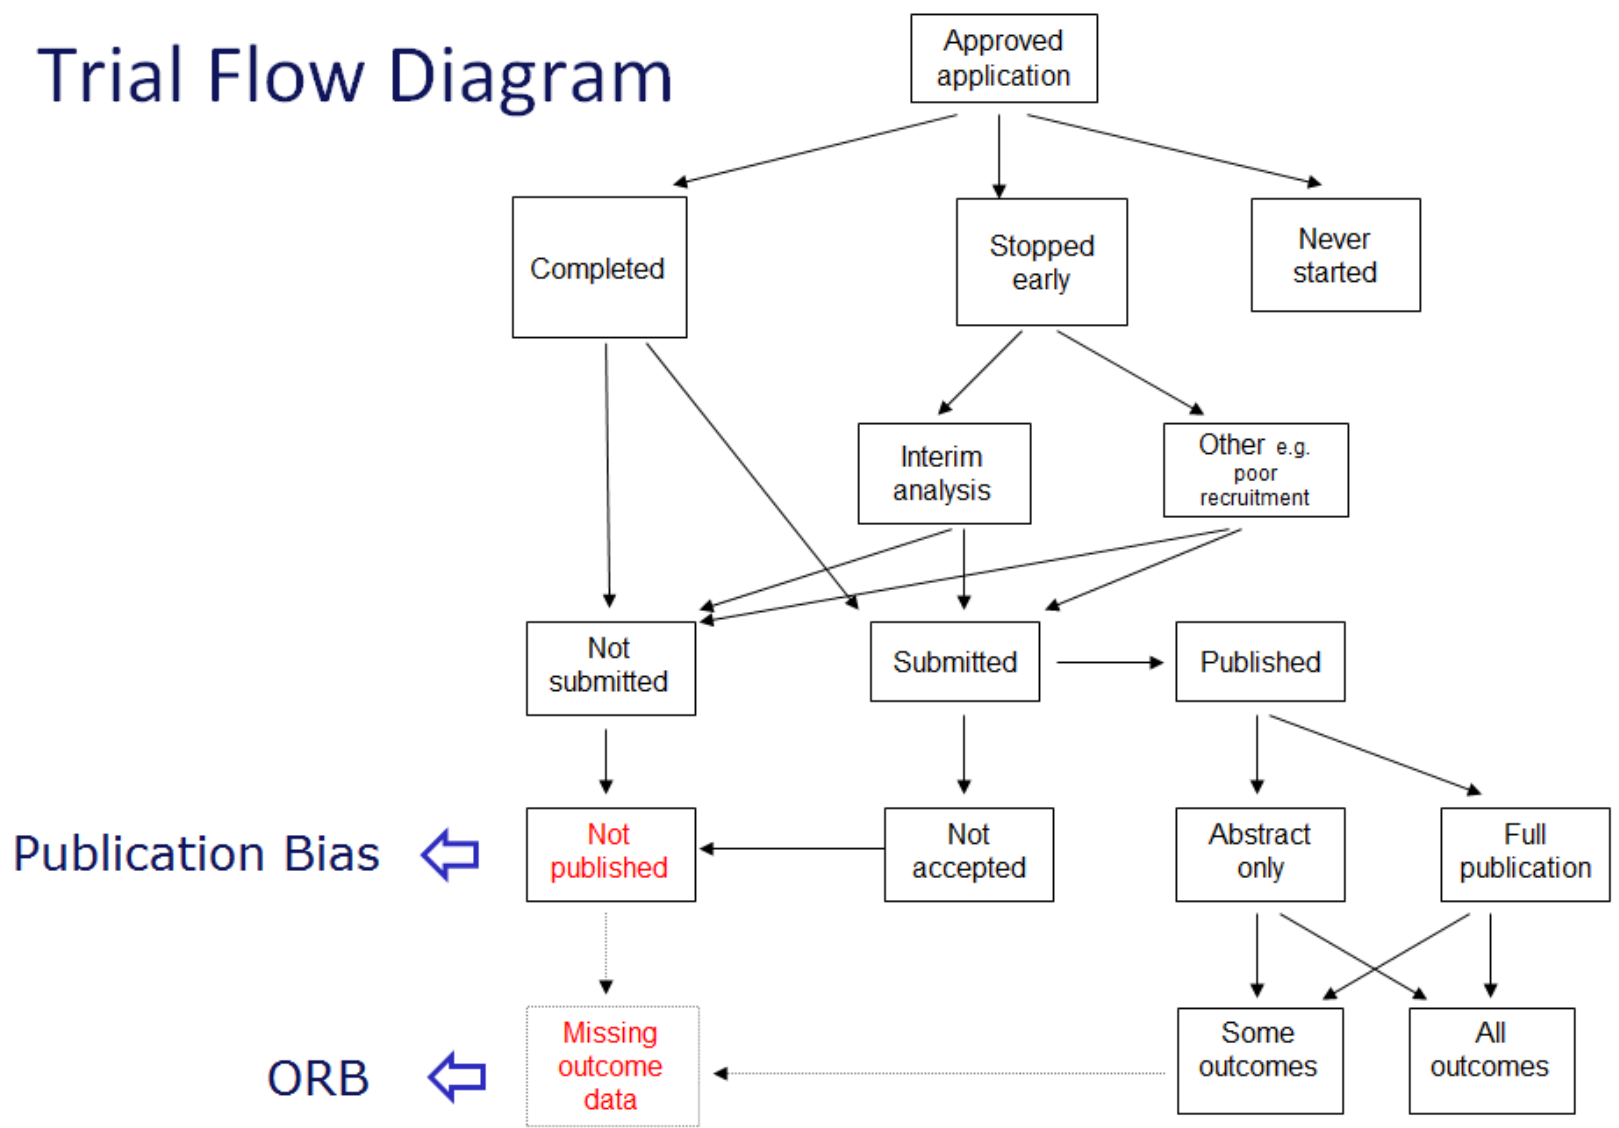 Trial Flow Diagram
Approved
application
Completed
Stopped
early
Never
started
Interim
analysis
Other e.g.
poor
recruitment
Not
submitted
Submitted
Published
Publication Bias
Not
published
Not
accepted
Abstract
only
Full
publication
ORB
Missing
outcome
data
Some
outcomes
All
outcomes